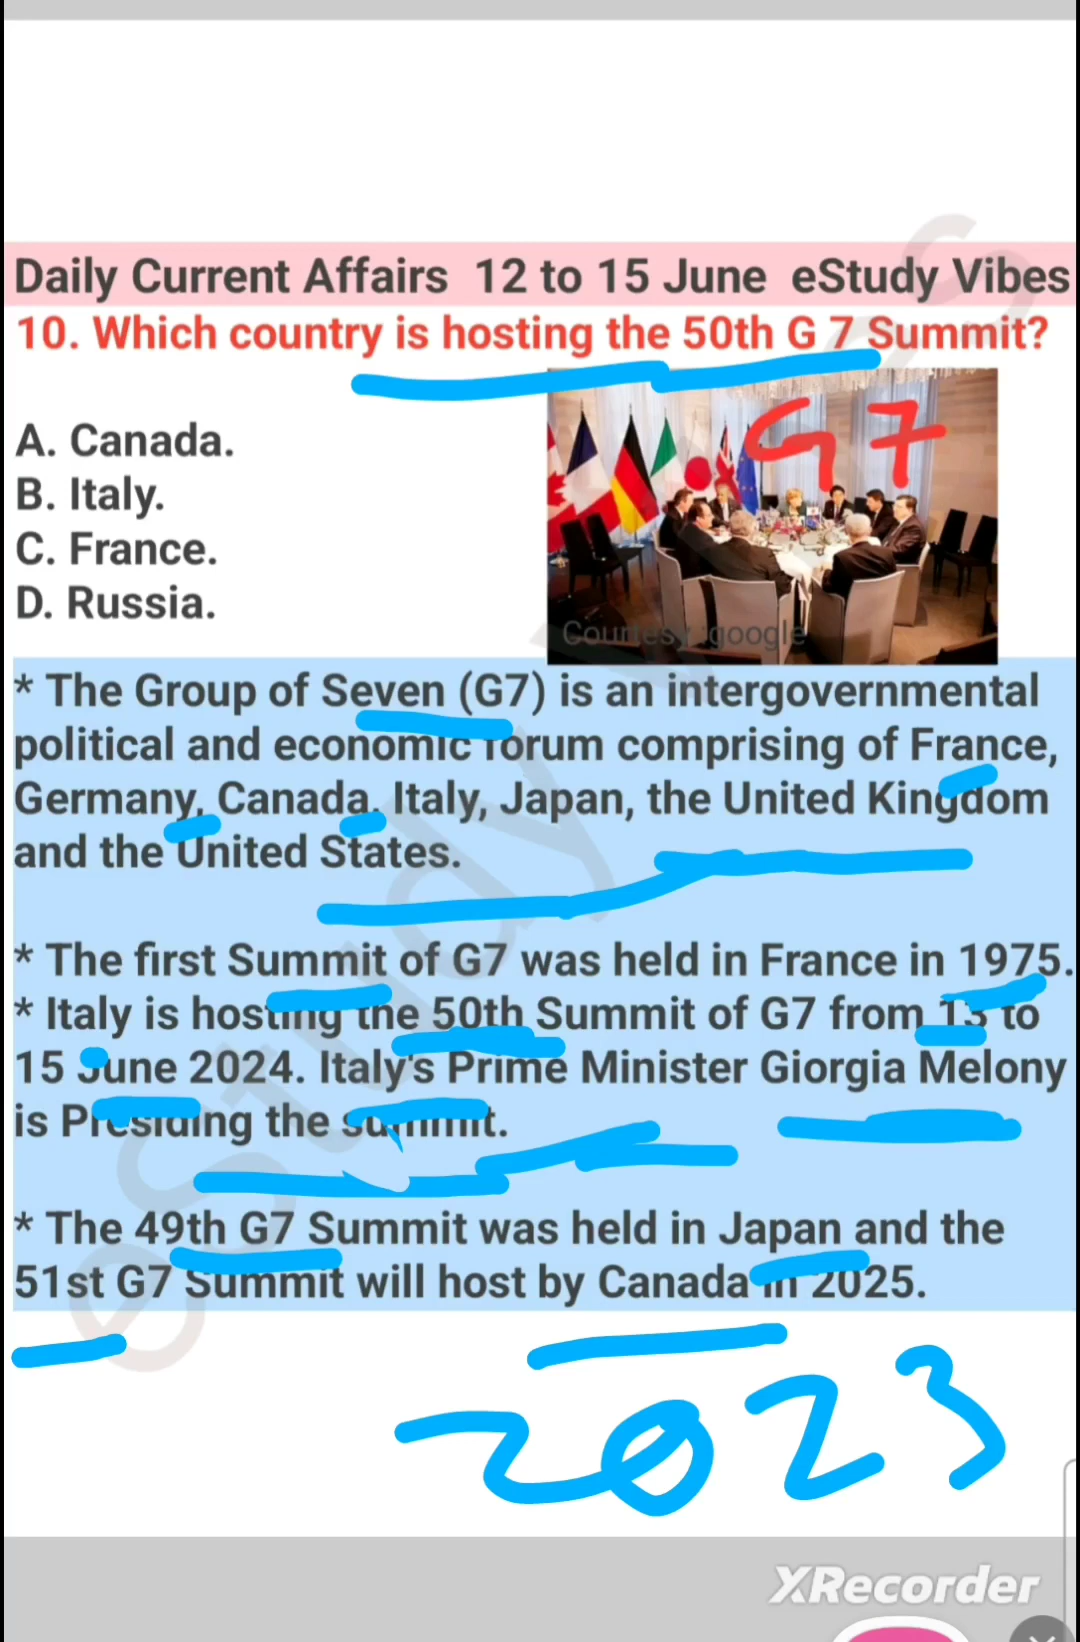 Daily Current Affairs 12 to 15 June eStudy Vibes
10. Which country is hosting the 50th G 7 Summit?
G7
A. Canada.
B. Italy.
C. France.
D. Russia.
Courtesy google
* The Group of Seven (G7) is an intergovernmental
political and economic forum comprising of France,
Germany, Canada, Italy, Japan, the United Kingdom
and the United States.
* The first Summit of G7 was held in France in 1975.
* Italy is hosting the 50th Summit of G7 from 13 to
15 June 2024. Italy's Prime Minister Giorgia Melony
is Presiding the summit.
* The 49th G7 Summit was held in Japan and the
51st G7 Summit will host by Canada in 2025.
2023
XRecorder